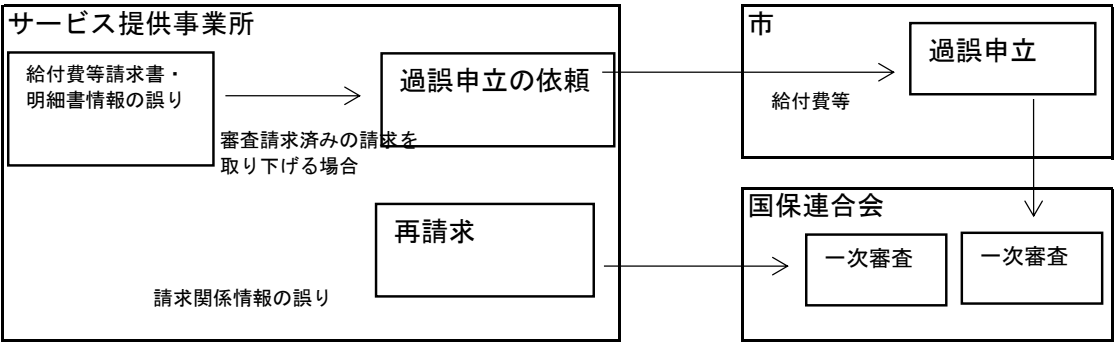 サービス提供事業所
給付費等請求書・
明細書情報の誤り
過誤申立の依頼
審査請求済みの請求を
取り下げる場合
再請求
請求関係情報の誤り
市
過誤申立
給付費等
国保連合会
一次審査
一次審査